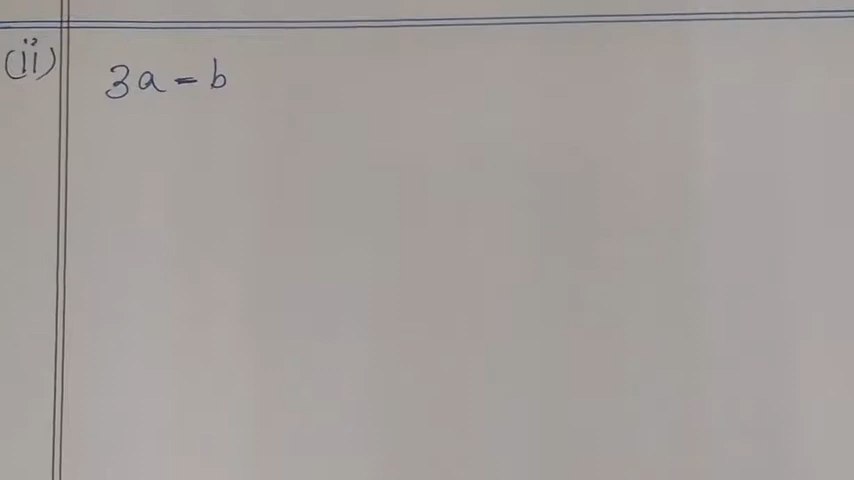 (ii) 3a = b